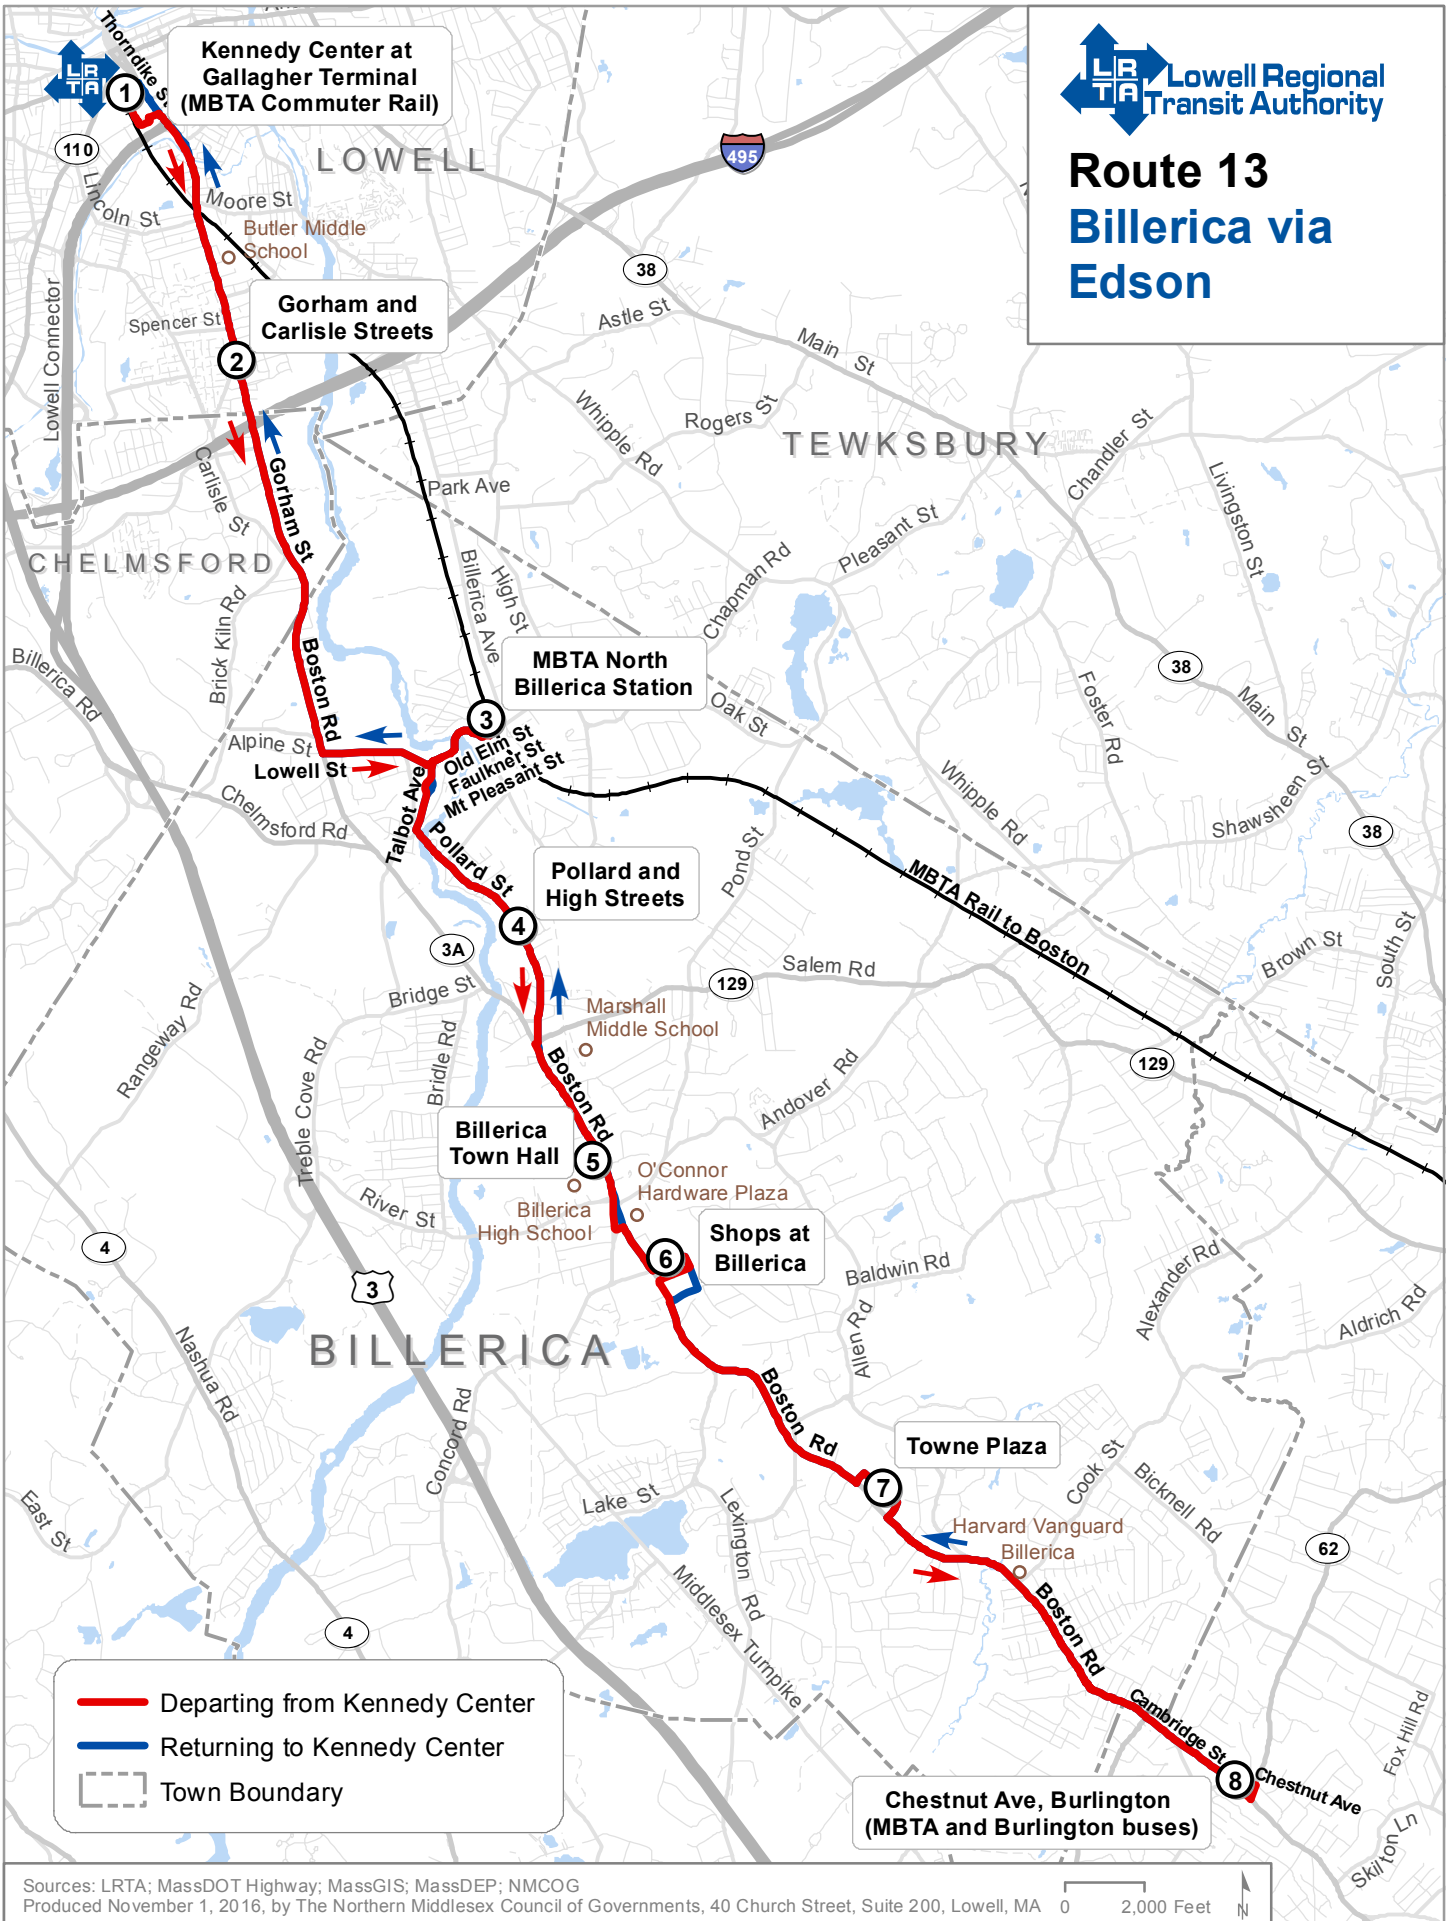 Lowell Regional
Transit Authority
L R
T A
Route 13
Billerica via
Edson
Thorndike St
L R
T A
1
Kennedy Center at
Gallagher Terminal
(MBTA Commuter Rail)
110
LOWELL
495
Lincoln St
Moore St
Butler Middle
School
38
Gorham and
Carlisle Streets
Spencer St
Astle St
Main St
2
Lowell Connector
Whipple Rd
Rogers St
TEWKSBURY
Chandler St
Carlisle St
Gorham St
Park Ave
Livingston St
Pleasant St
CHELMSFORD
Billerica Ave
High St
Chapman Rd
Brick Kiln Rd
Boston Rd
MBTA North
Billerica Station
Billerica Rd
38
Foster Rd
Main St
Oak St
3
Alpine St
Lowell St
Old Elm St
Faulkner St
Mt Pleasant St
Talbot Ave
Chelmsford Rd
Whipple Rd
Shawsheen St
38
Pollard St
Pond St
Pollard and
High Streets
MBTA Rail to Boston
4
3A
Salem Rd
Brown St
South St
129
Bridge St
Rangeway Rd
Marshall
Middle School
Bridle Rd
Treble Cove Rd
129
Boston Rd
Andover Rd
Billerica
Town Hall
5
O'Connor
Hardware Plaza
River St
Billerica
High School
Shops at
Billerica
6
4
3
Baldwin Rd
Alexander Rd
Aldrich Rd
Allen Rd
BILLERICA
Nashua Rd
Boston Rd
Concord Rd
Towne Plaza
Cook St
Bicknell Rd
7
Lake St
Lexington Rd
East St
Harvard Vanguard
Billerica
62
Middlesex Turnpike
Boston Rd
4
Departing from Kennedy Center
Returning to Kennedy Center
Town Boundary
Cambridge St
Fox Hill Rd
8
Chestnut Ave
Chestnut Ave, Burlington
(MBTA and Burlington buses)
Skilton Ln
Sources: LRTA; MassDOT Highway; MassGIS; MassDEP; NMCOG
Produced November 1, 2016, by The Northern Middlesex Council of Governments, 40 Church Street, Suite 200, Lowell, MA
0 2,000 Feet
N